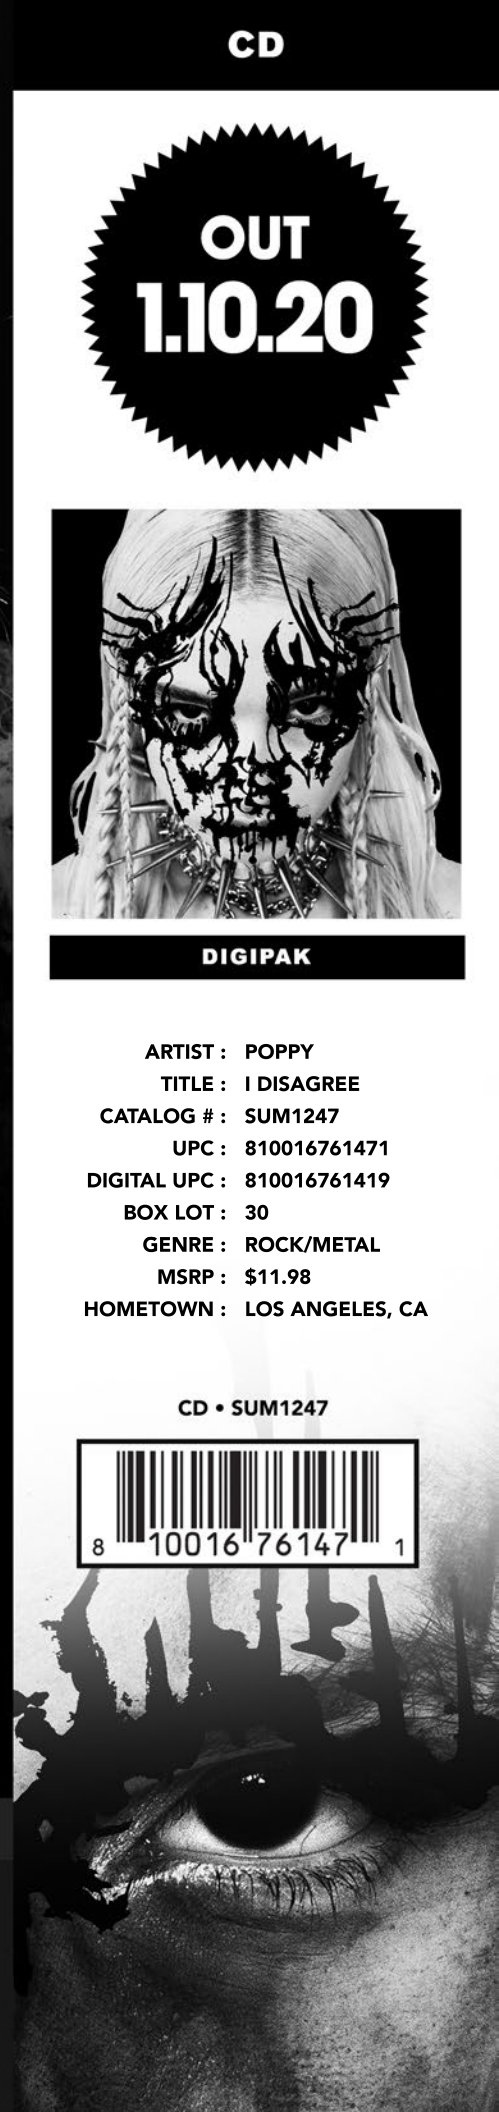 CD
OUT
1.10.20
DIGIPAK
ARTIST : POPPY
TITLE : I DISAGREE
CATALOG # : SUM1247
UPC : 810016761471
DIGITAL UPC : 810016761419
BOX LOT : 30
GENRE : ROCK/METAL
MSRP : $11.98
HOMETOWN : LOS ANGELES, CA
CD • SUM1247
8 10016 76147 1